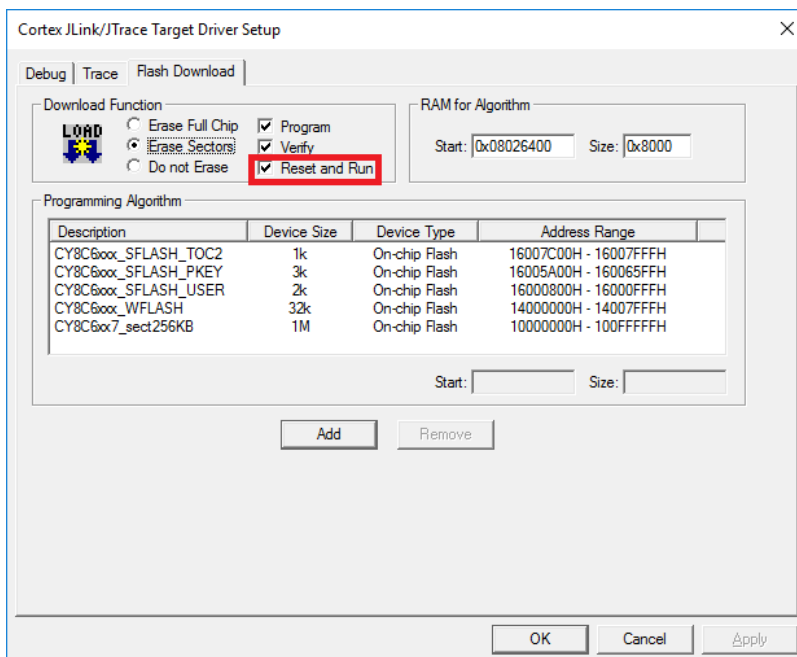 Cortex JLink/JTrace Target Driver Setup
Debug Trace Flash Download
Download Function
LOAD
Erase Full Chip
Erase Sectors
Do not Erase
Program
Verify
Reset and Run
RAM for Algorithm
Start: 0x08026400 Size: 0x8000
Programming Algorithm
Description Device Size Device Type Address Range
CY8C6xxx_SFLASH_TOC2 1k On-chip Flash 16007C00H - 16007FFFH
CY8C6xxx_SFLASH_PKEY 3k On-chip Flash 16005A00H - 160065FFH
CY8C6xxx_SFLASH_USER 2k On-chip Flash 16000800H - 16000FFFH
CY8C6xxx_WFLASH 32k On-chip Flash 14000000H - 14007FFFH
CY8C6xx7_sect256KB 1M On-chip Flash 10000000H - 100FFFFFH
Start: Size:
Add Remove
OK Cancel Apply